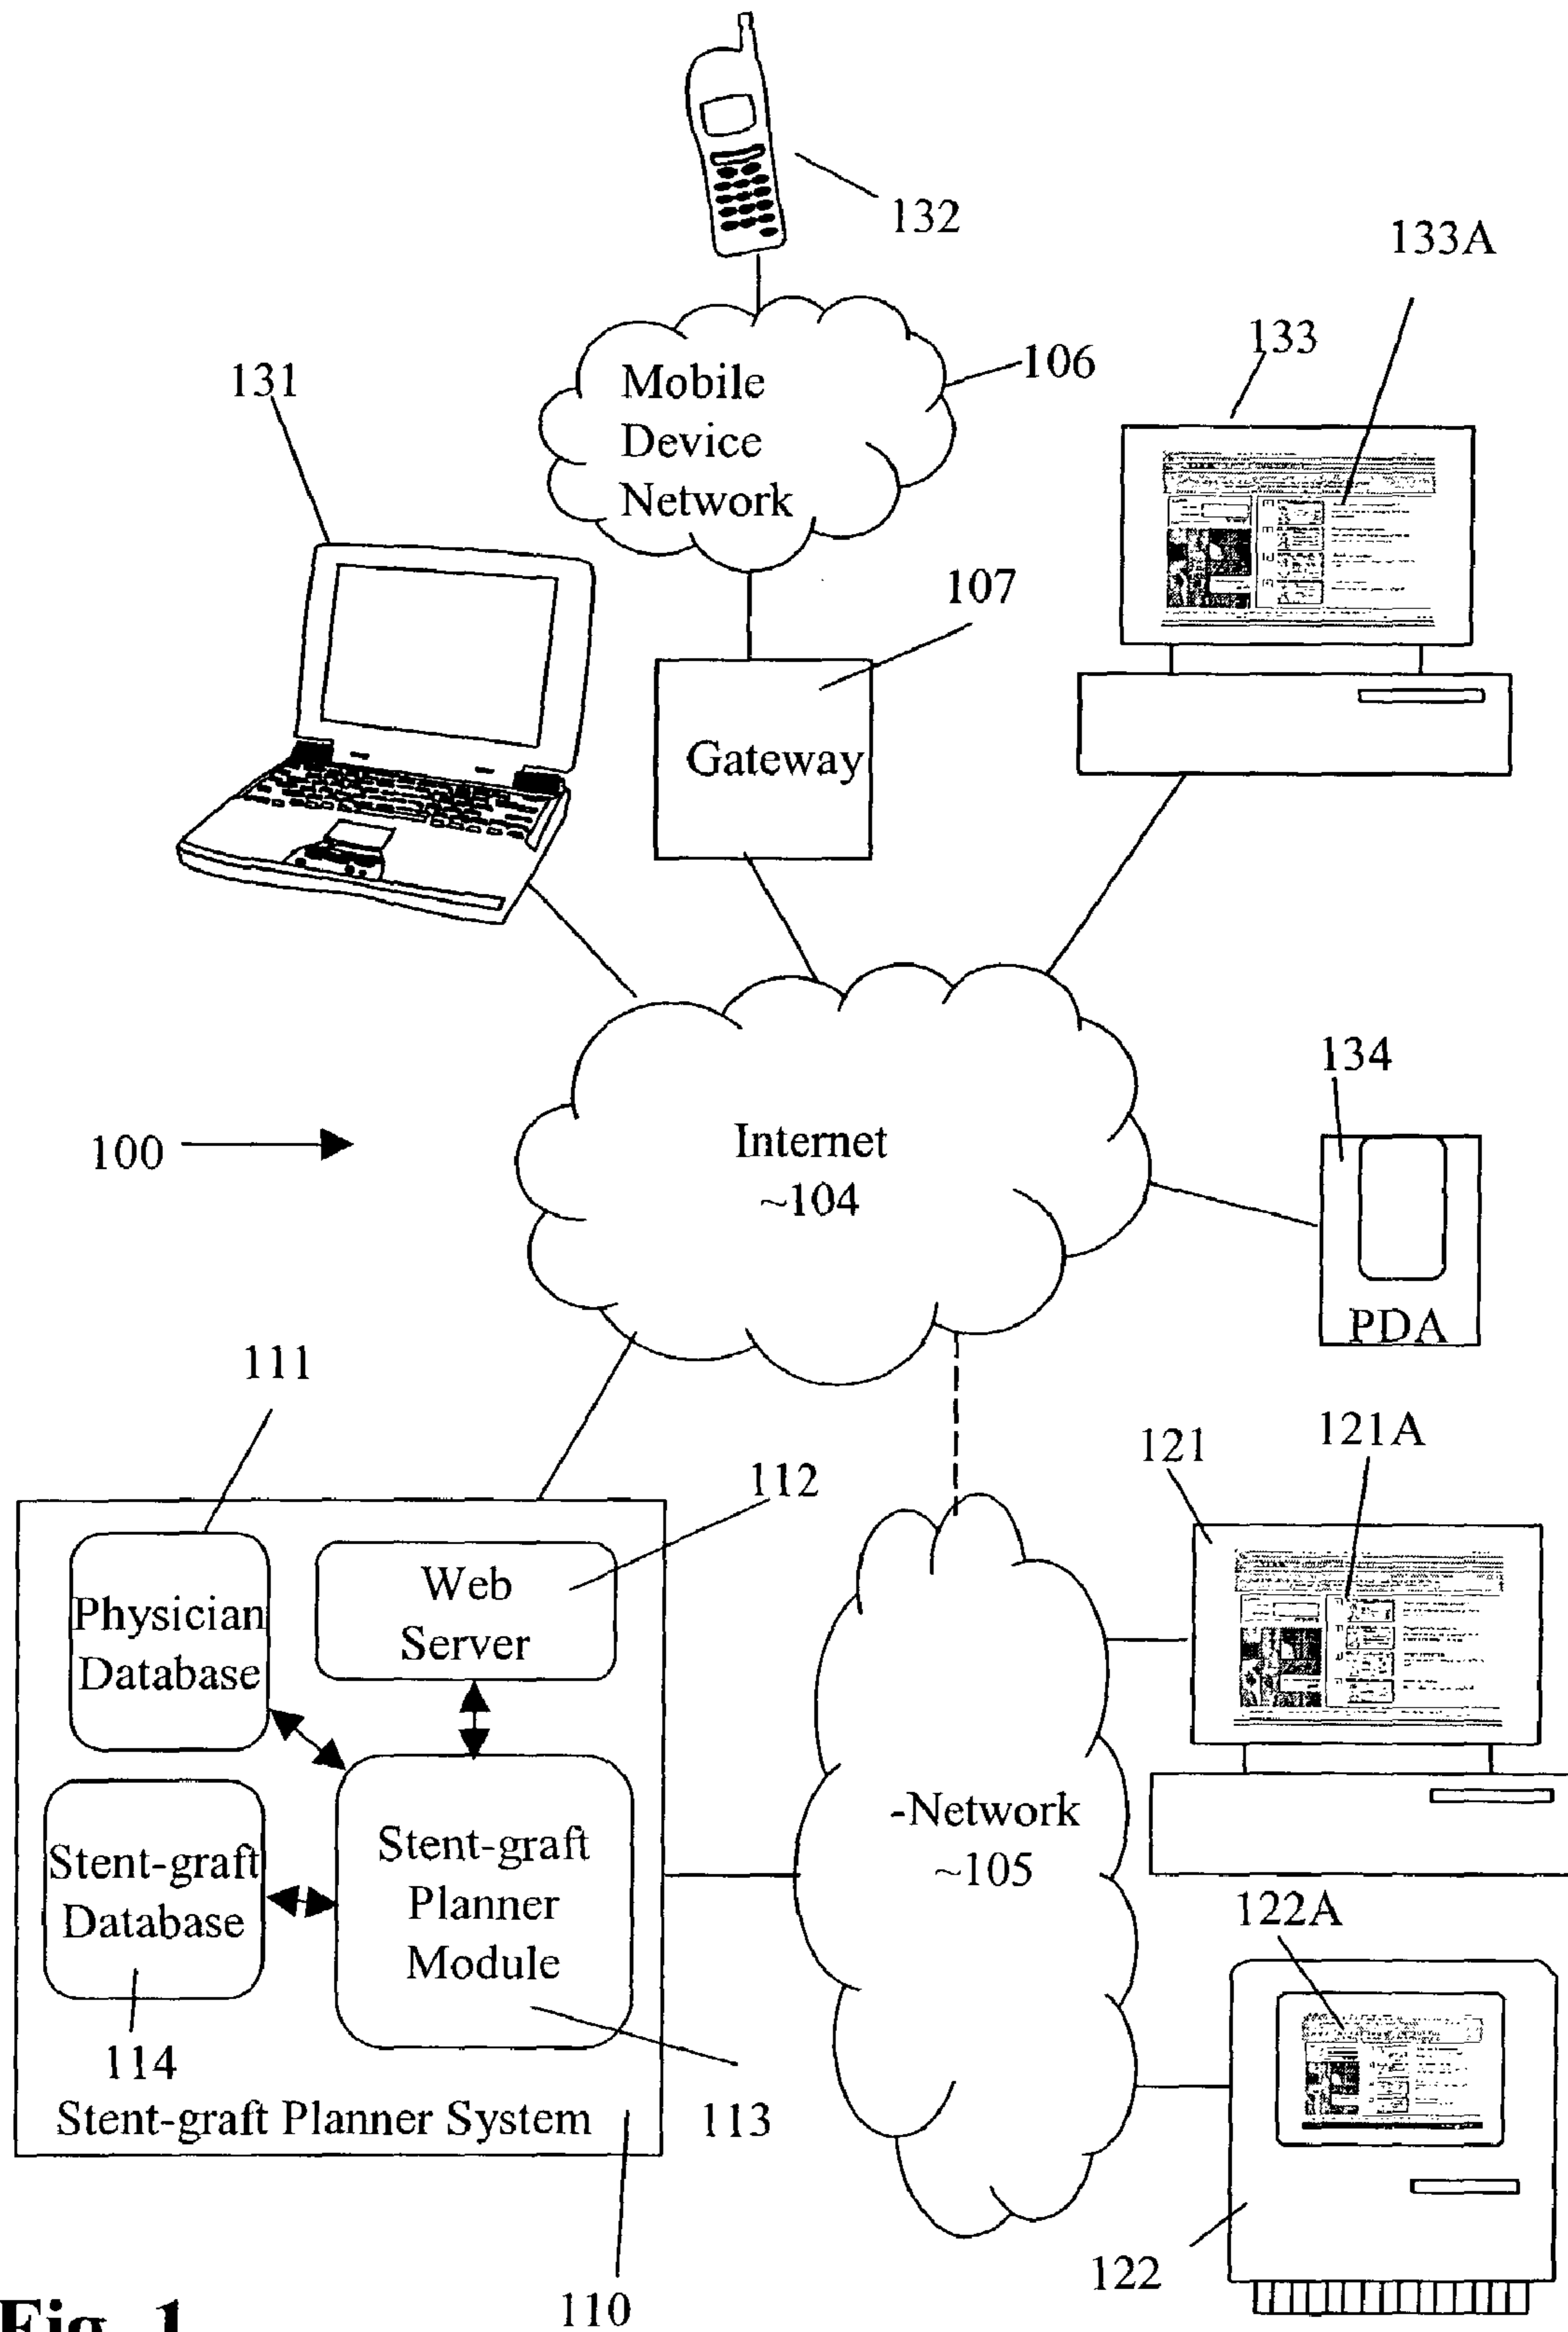 132
133A
133
106
131
Mobile
Device
Network
107
Gateway
134
100
Internet
~104
PDA
111
121A
121
112
Physician
Database
Web
Server
Stent-graft
Database
Stent-graft
Planner
Module
-Network
~105
122A
114
113
Stent-graft Planner System
122
110
Fig. 1